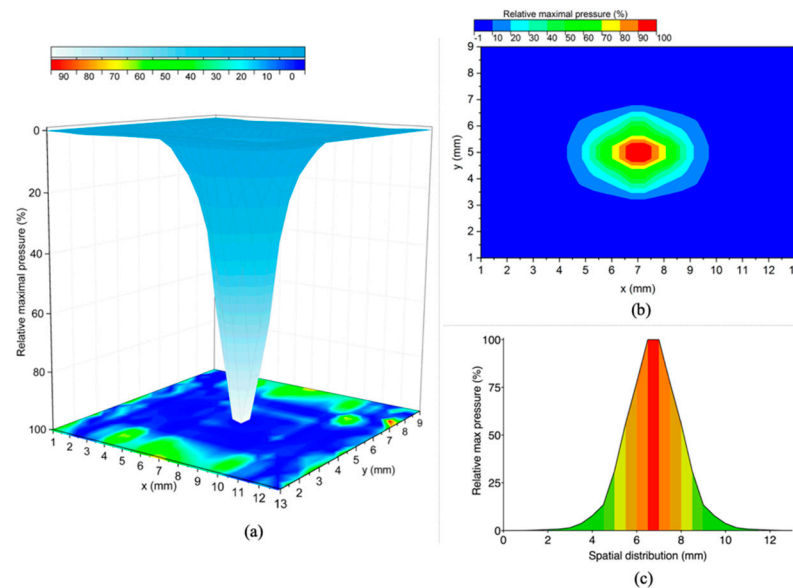 90 80 70 60 50 40 30 20 10 0
0
20
40
60
80
100
Relative maximal pressure (%)
1 2 3 4 5 6 7 8 9 10 11 12 13
x (mm)
2 3 4 5 6 7 8 9
y (mm)
(a)
Relative maximal pressure (%)
-1 10 20 30 40 50 60 70 80 90 100
9
8
7
6
5
4
3
2
1
y (mm)
1 2 3 4 5 6 7 8 9 10 11 12 13
x (mm)
(b)
100
75
50
25
0
Relative max pressure (%)
0 2 4 6 8 10 12
Spatial distribution (mm)
(c)